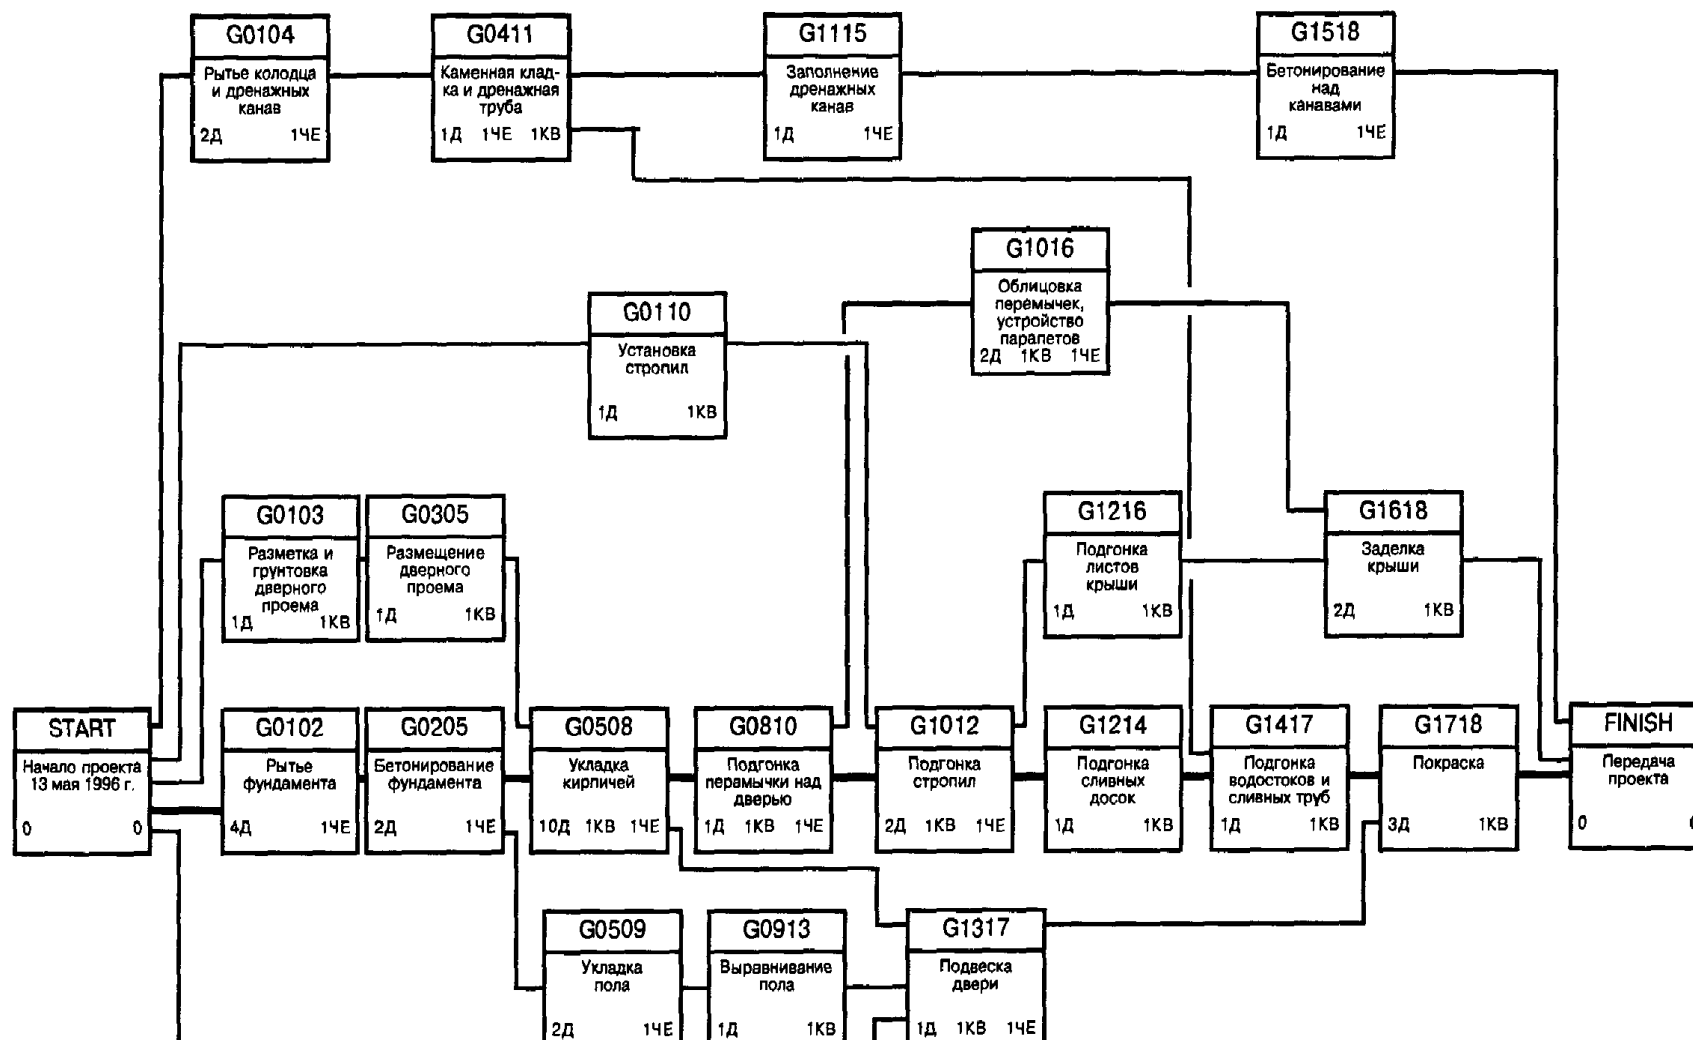 G0104
Рытье колодца
и дренажных
канав
2Д 1ЧЕ
G0411
Каменная клад-
ка и дренажная
труба
1Д 1ЧЕ 1КВ
G1115
Заполнение
дренажных
канав
1Д 1ЧЕ
G1518
Бетонирование
над
канавами
1Д 1ЧЕ
G1016
Облицовка
перемычек,
устройство
парапетов
2Д 1КВ 1ЧЕ
G0110
Установка
стропил
1Д 1КВ
G0103
Разметка и
грунтовка
дверного
проема
1Д 1КВ
G0305
Размещение
дверного
проема
1Д 1КВ
G1216
Подгонка
листов
крыши
1Д 1КВ
G1618
Заделка
крыши
2Д 1КВ
START
Начало проекта
13 мая 1996 г.
0 0
G0102
Рытье
фундамента
4Д 1ЧЕ
G0205
Бетонирование
фундамента
2Д 1ЧЕ
G0508
Укладка
кирпичей
10Д 1КВ 1ЧЕ
G0810
Подгонка
перамычки над
дверью
1Д 1КВ 1ЧЕ
G1012
Подгонка
стропил
2Д 1КВ 1ЧЕ
G1214
Подгонка
сливных
досок
1Д 1КВ
G1417
Подгонка
водостоков и
сливных труб
1Д 1КВ
G1718
Покраска
3Д 1КВ
FINISH
Передача
проекта
0 0
G0509
Укладка
пола
2Д 1ЧЕ
G0913
Выравнивание
пола
1Д 1КВ
G1317
Подвеска
двери
1Д 1КВ 1ЧЕ